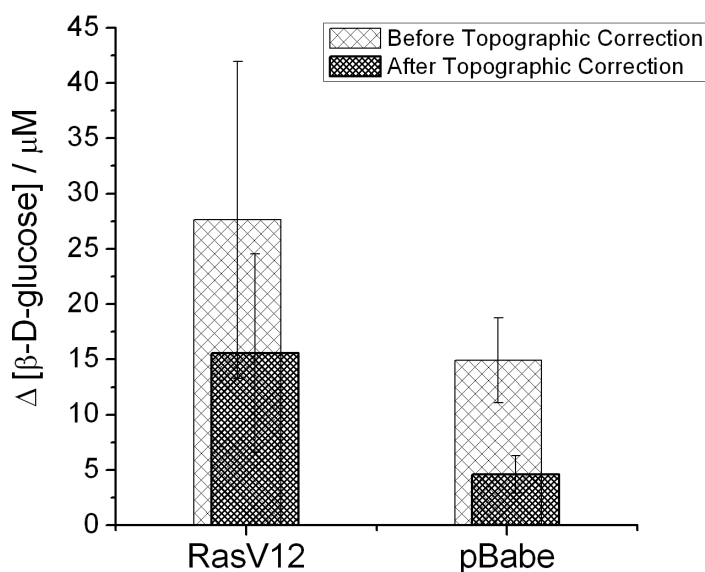 Before Topographic Correction
After Topographic Correction
Δ [β-D-glucose] / μM
45
40
35
30
25
20
15
10
5
0
RasV12 pBabe